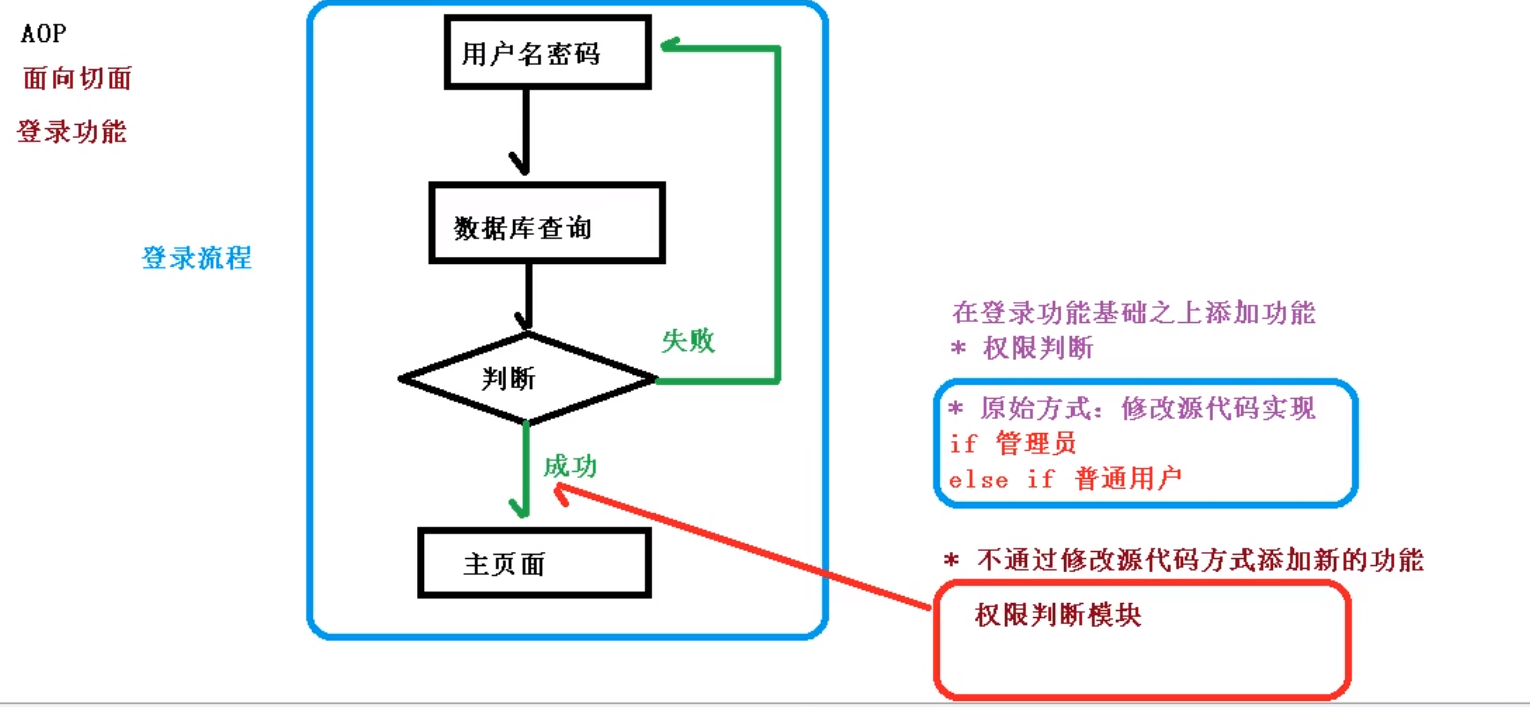 AOP
面向切面
登录功能
登录流程
用户名密码
数据库查询
判断
失败
成功
主页面
在登录功能基础之上添加功能
* 权限判断
* 原始方式：修改源代码实现
if 管理员
else if 普通用户
* 不通过修改源代码方式添加新的功能
权限判断模块